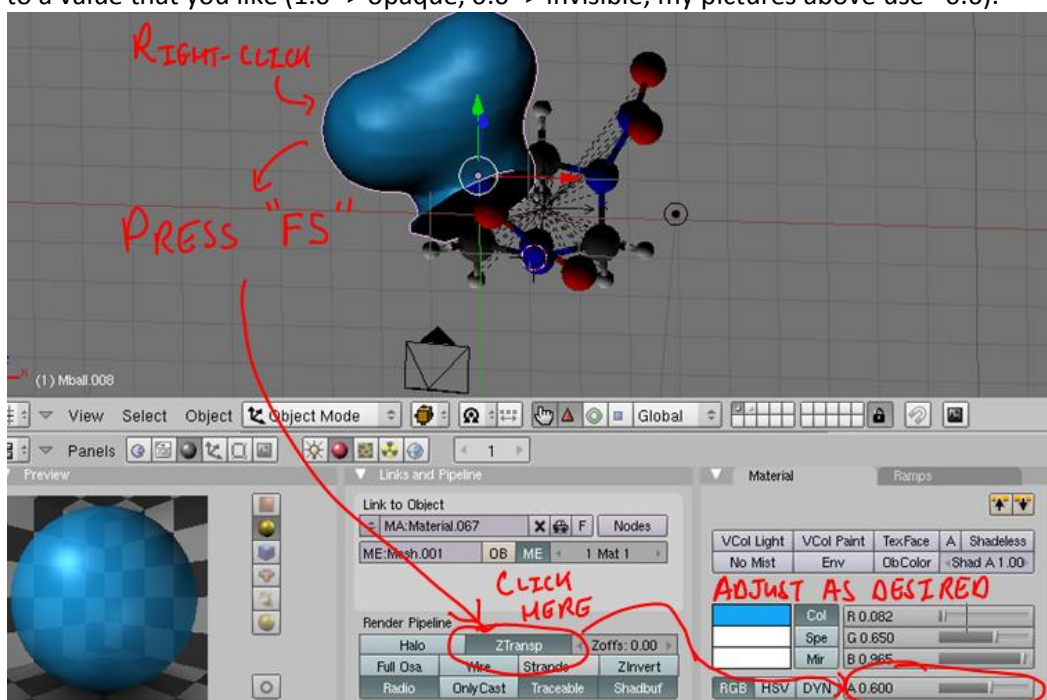 to a value that you like (1.0 -> opaque, 0.0 -> invisible, my pictures above use ~0.6).
RIGHT-CLICK
PRESS "F5"
(1) Mball.008
View Select Object Object Mode Global
Panels 1
Preview
Links and Pipeline
Material Ramps
Link to Object
MA:Material.067 X F Nodes
ME:Mesh.001 OB ME 1 Mat 1
VCol Light VCol Paint TexFace A Shadeless
No Mist Env ObColor Shad A 1.00
CLICK
HERE
ADJUST AS DESIRED
Render Pipeline
Halo ZTransp Zoffs: 0.00
Full Osa Wire Strands ZInvert
Radio OnlyCast Traceable Shadbuf
Col R 0.082
Spe G 0.650
Mir B 0.965
RGB HSV DYN A 0.600